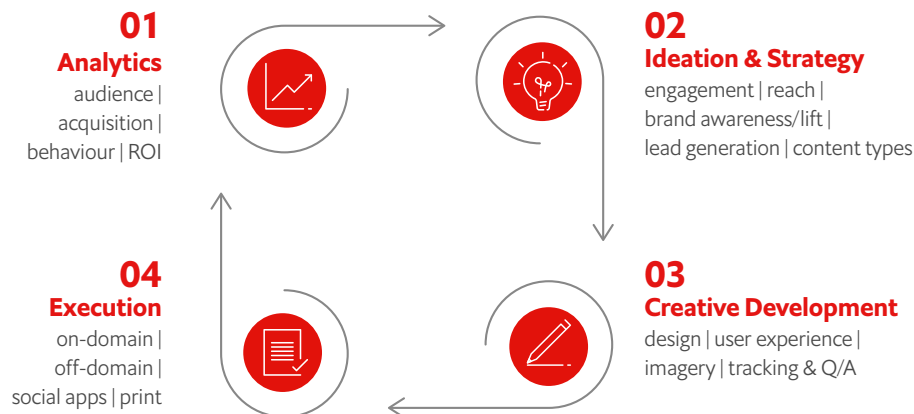 01
Analytics
audience |
acquisition |
behaviour | ROI
02
Ideation & Strategy
engagement | reach |
brand awareness/lift |
lead generation | content types
03
Creative Development
design | user experience |
imagery | tracking & Q/A
04
Execution
on-domain |
off-domain |
social apps | print